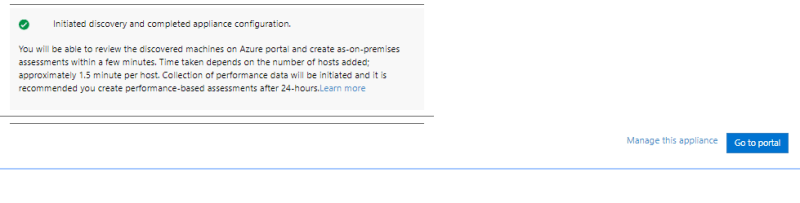 Initiated discovery and completed appliance configuration.
You will be able to review the discovered machines on Azure portal and create as-on-premises
assessments within a few minutes. Time taken depends on the number of hosts added;
approximately 1.5 minute per host. Collection of performance data will be initiated and it is
recommended you create performance-based assessments after 24-hours.Learn more
Manage this appliance
Go to portal